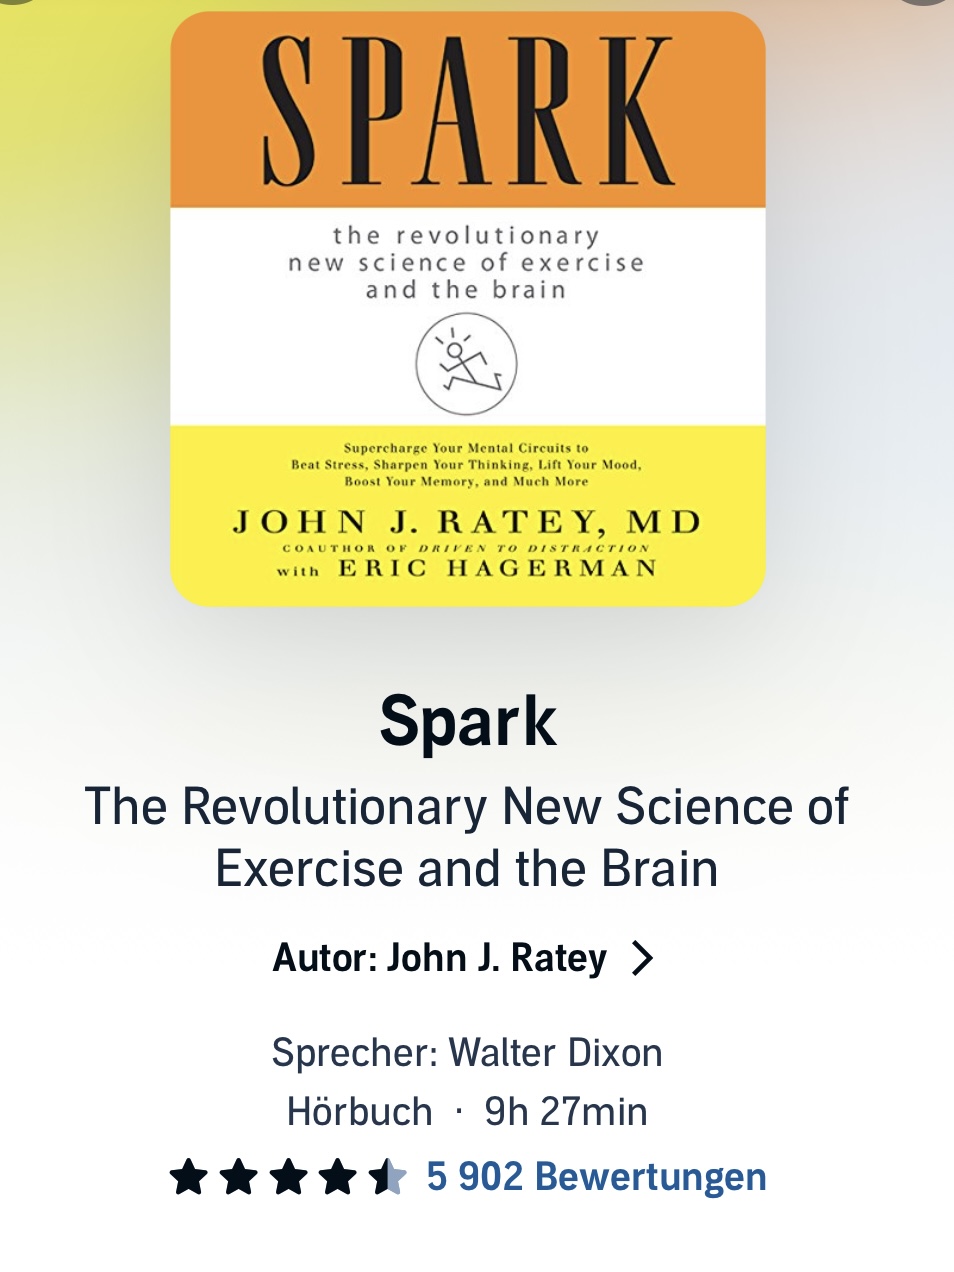 SPARK
the revolutionary
new science of exercise
and the brain
Supercharge Your Mental Circuits to
Beat Stress, Sharpen Your Thinking, Lift Your Mood,
Boost Your Memory, and Much More
JOHN J. RATEY, MD
COAUTHOR OF DRIVEN TO DISTRACTION
with ERIC HAGERMAN
Spark
The Revolutionary New Science of
Exercise and the Brain
Autor: John J. Ratey
Sprecher: Walter Dixon
Hörbuch · 9h 27min
5 902 Bewertungen